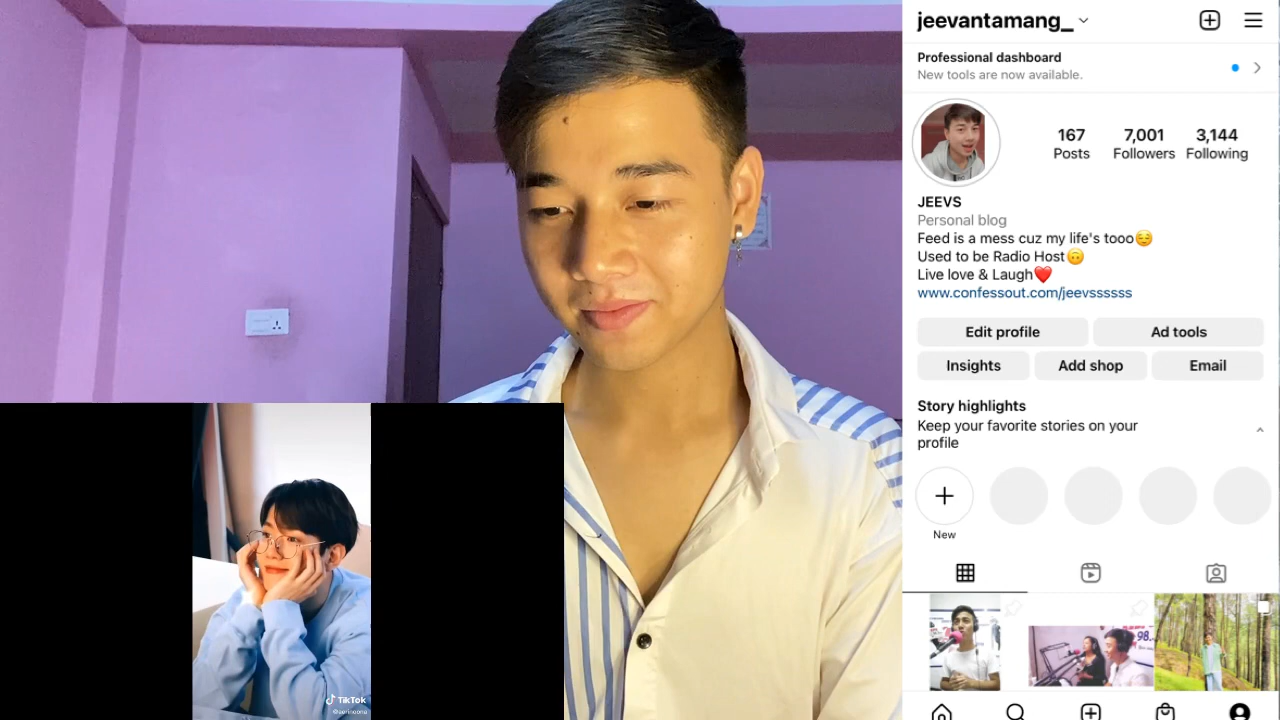 jeevantamang_
Professional dashboard
New tools are now available.
167
Posts
7,001
Followers
3,144
Following
JEEVS
Personal blog
Feed is a mess cuz my life's tooo😌
Used to be Radio Host🙃
Live love & Laugh❤️
www.confessout.com/jeevssssss
Edit profile
Ad tools
Insights
Add shop
Email
Story highlights
Keep your favorite stories on your
profile
New
98.
TikTok